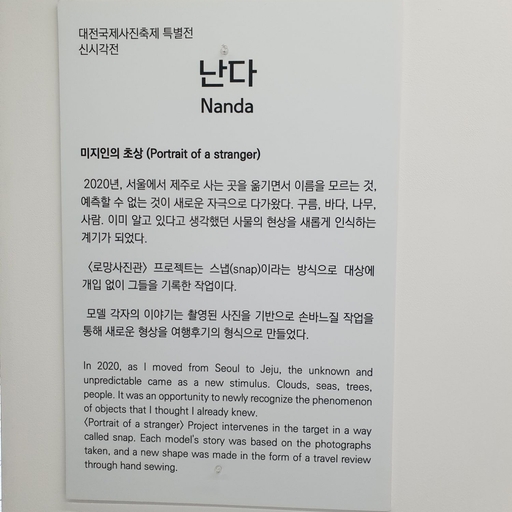 대전국제사진축제 특별전
신시각전
난다
Nanda
미지인의 초상 (Portrait of a stranger)
2020년, 서울에서 제주로 사는 곳을 옮기면서 이름을 모르는 것,
예측할 수 없는 것이 새로운 자극으로 다가왔다. 구름, 바다, 나무,
사람. 이미 알고 있다고 생각했던 사물의 현상을 새롭게 인식하는
계기가 되었다.
〈로망사진관〉 프로젝트는 스냅(snap)이라는 방식으로 대상에
개입 없이 그들을 기록한 작업이다.
모델 각자의 이야기는 촬영된 사진을 기반으로 손바느질 작업을
통해 새로운 형상을 여행후기의 형식으로 만들었다.
In 2020, as I moved from Seoul to Jeju, the unknown and
unpredictable came as a new stimulus. Clouds, seas, trees,
people. It was an opportunity to newly recognize the phenomenon
of objects that I thought I already knew.
〈Portrait of a stranger〉 Project intervenes in the target in a way
called snap. Each model's story was based on the photographs
taken, and a new shape was made in the form of a travel review
through hand sewing.